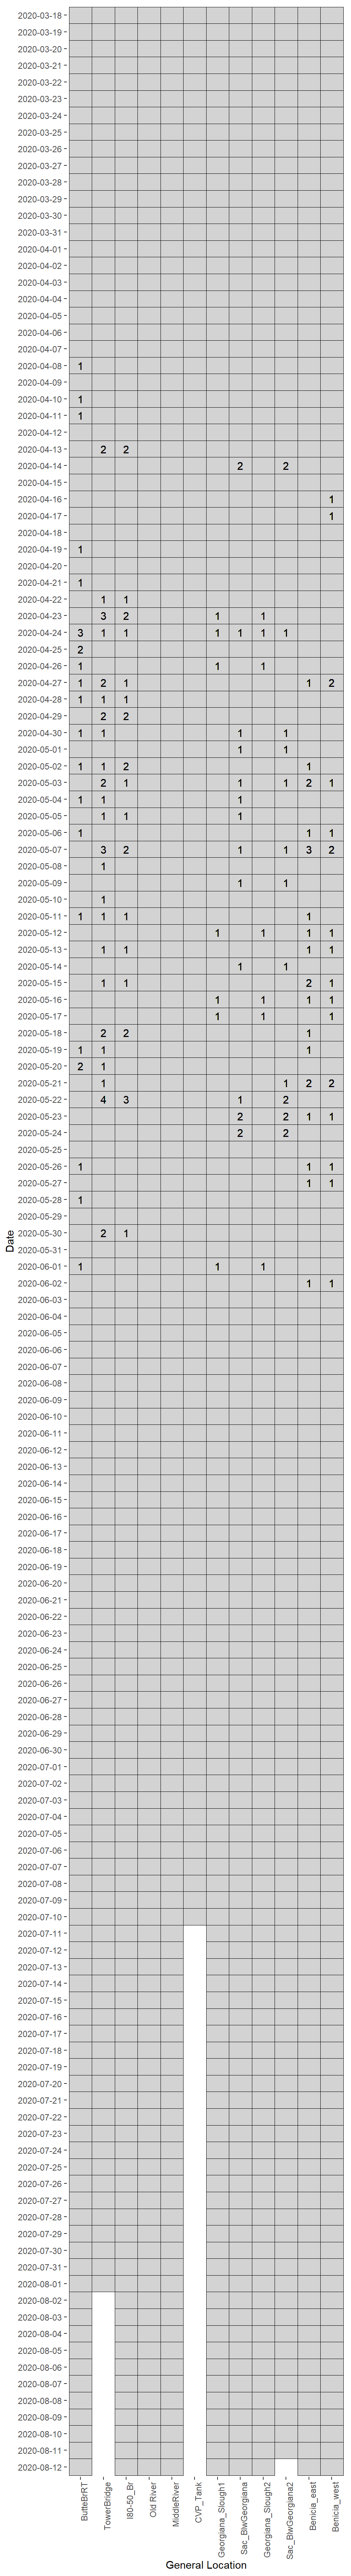 Date
2020-03-18
2020-03-19
2020-03-20
2020-03-21
2020-03-22
2020-03-23
2020-03-24
2020-03-25
2020-03-26
2020-03-27
2020-03-28
2020-03-29
2020-03-30
2020-03-31
2020-04-01
2020-04-02
2020-04-03
2020-04-04
2020-04-05
2020-04-06
2020-04-07
2020-04-08 1
2020-04-09
2020-04-10 1
2020-04-11 1
2020-04-12
2020-04-13 2 2
2020-04-14 2 2
2020-04-15
2020-04-16 1
2020-04-17 1
2020-04-18
2020-04-19 1
2020-04-20
2020-04-21 1
2020-04-22 1 1
2020-04-23 3 2 1 1
2020-04-24 3 1 1 1 1 1 1
2020-04-25 2
2020-04-26 1 1 1
2020-04-27 1 2 1 1 2
2020-04-28 1 1 1
2020-04-29 2 2
2020-04-30 1 1 1 1
2020-05-01 1 1
2020-05-02 1 1 2 1
2020-05-03 2 1 1 1 2 1
2020-05-04 1 1 1
2020-05-05 1 1 1
2020-05-06 1 1 1
2020-05-07 3 2 1 1 3 2
2020-05-08 1
2020-05-09 1 1
2020-05-10 1
2020-05-11 1 1 1 1
2020-05-12 1 1 1 1
2020-05-13 1 1 1 1
2020-05-14 1 1
2020-05-15 1 1 2 1
2020-05-16 1 1 1 1
2020-05-17 1 1 1
2020-05-18 2 2 1
2020-05-19 1 1 1
2020-05-20 2 1
2020-05-21 1 1 2 2
2020-05-22 4 3 1 2
2020-05-23 2 2 1 1
2020-05-24 2 2
2020-05-25
2020-05-26 1 1 1
2020-05-27 1 1
2020-05-28 1
2020-05-29
2020-05-30 2 1
2020-05-31
2020-06-01 1 1 1
2020-06-02 1 1
2020-06-03
2020-06-04
2020-06-05
2020-06-06
2020-06-07
2020-06-08
2020-06-09
2020-06-10
2020-06-11
2020-06-12
2020-06-13
2020-06-14
2020-06-15
2020-06-16
2020-06-17
2020-06-18
2020-06-19
2020-06-20
2020-06-21
2020-06-22
2020-06-23
2020-06-24
2020-06-25
2020-06-26
2020-06-27
2020-06-28
2020-06-29
2020-06-30
2020-07-01
2020-07-02
2020-07-03
2020-07-04
2020-07-05
2020-07-06
2020-07-07
2020-07-08
2020-07-09
2020-07-10
2020-07-11
2020-07-12
2020-07-13
2020-07-14
2020-07-15
2020-07-16
2020-07-17
2020-07-18
2020-07-19
2020-07-20
2020-07-21
2020-07-22
2020-07-23
2020-07-24
2020-07-25
2020-07-26
2020-07-27
2020-07-28
2020-07-29
2020-07-30
2020-07-31
2020-08-01
2020-08-02
2020-08-03
2020-08-04
2020-08-05
2020-08-06
2020-08-07
2020-08-08
2020-08-09
2020-08-10
2020-08-11
2020-08-12
ButteBrRT
TowerBridge
I80-50_Br
Old River
MiddleRiver
CVP_Tank
Georgiana_Slough1
Sac_BlwGeorgiana
Georgiana_Slough2
Sac_BlwGeorgiana2
Benicia_east
Benicia_west
General Location